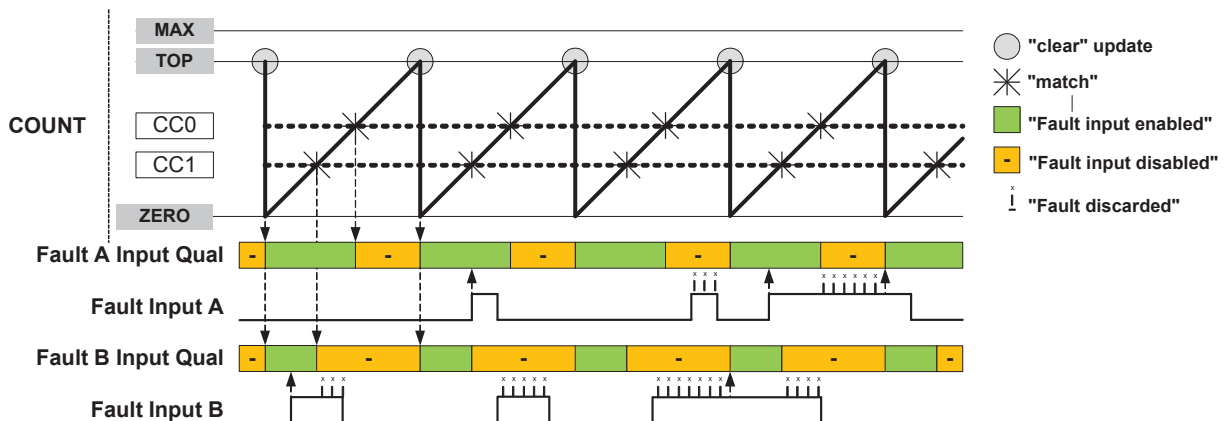 MAX
"clear" update
TOP
"match"
COUNT
CC0
"Fault input enabled"
CC1
- "Fault input disabled"
x
"Fault discarded"
ZERO
Fault A Input Qual - - - - -
x x x x x x x x x
Fault Input A
Fault B Input Qual - - - - - -
x x x x x x x x x x x x x x x x x x x
Fault Input B